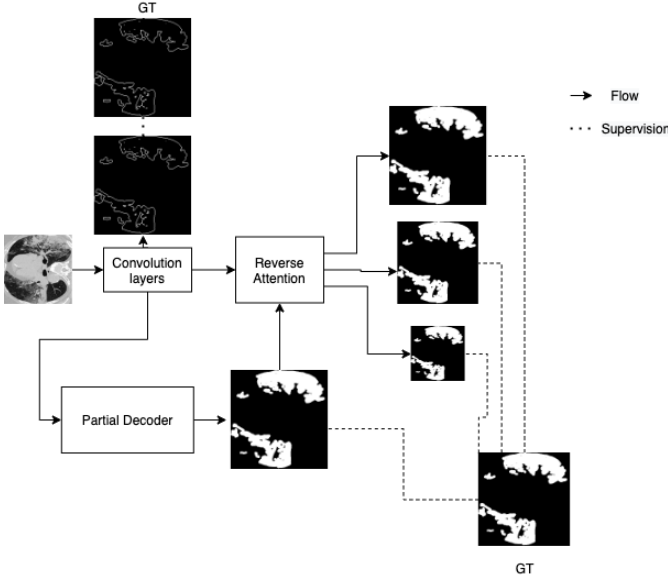 GT
Flow
Supervision
Convolution
layers
Reverse
Attention
Partial Decoder
GT